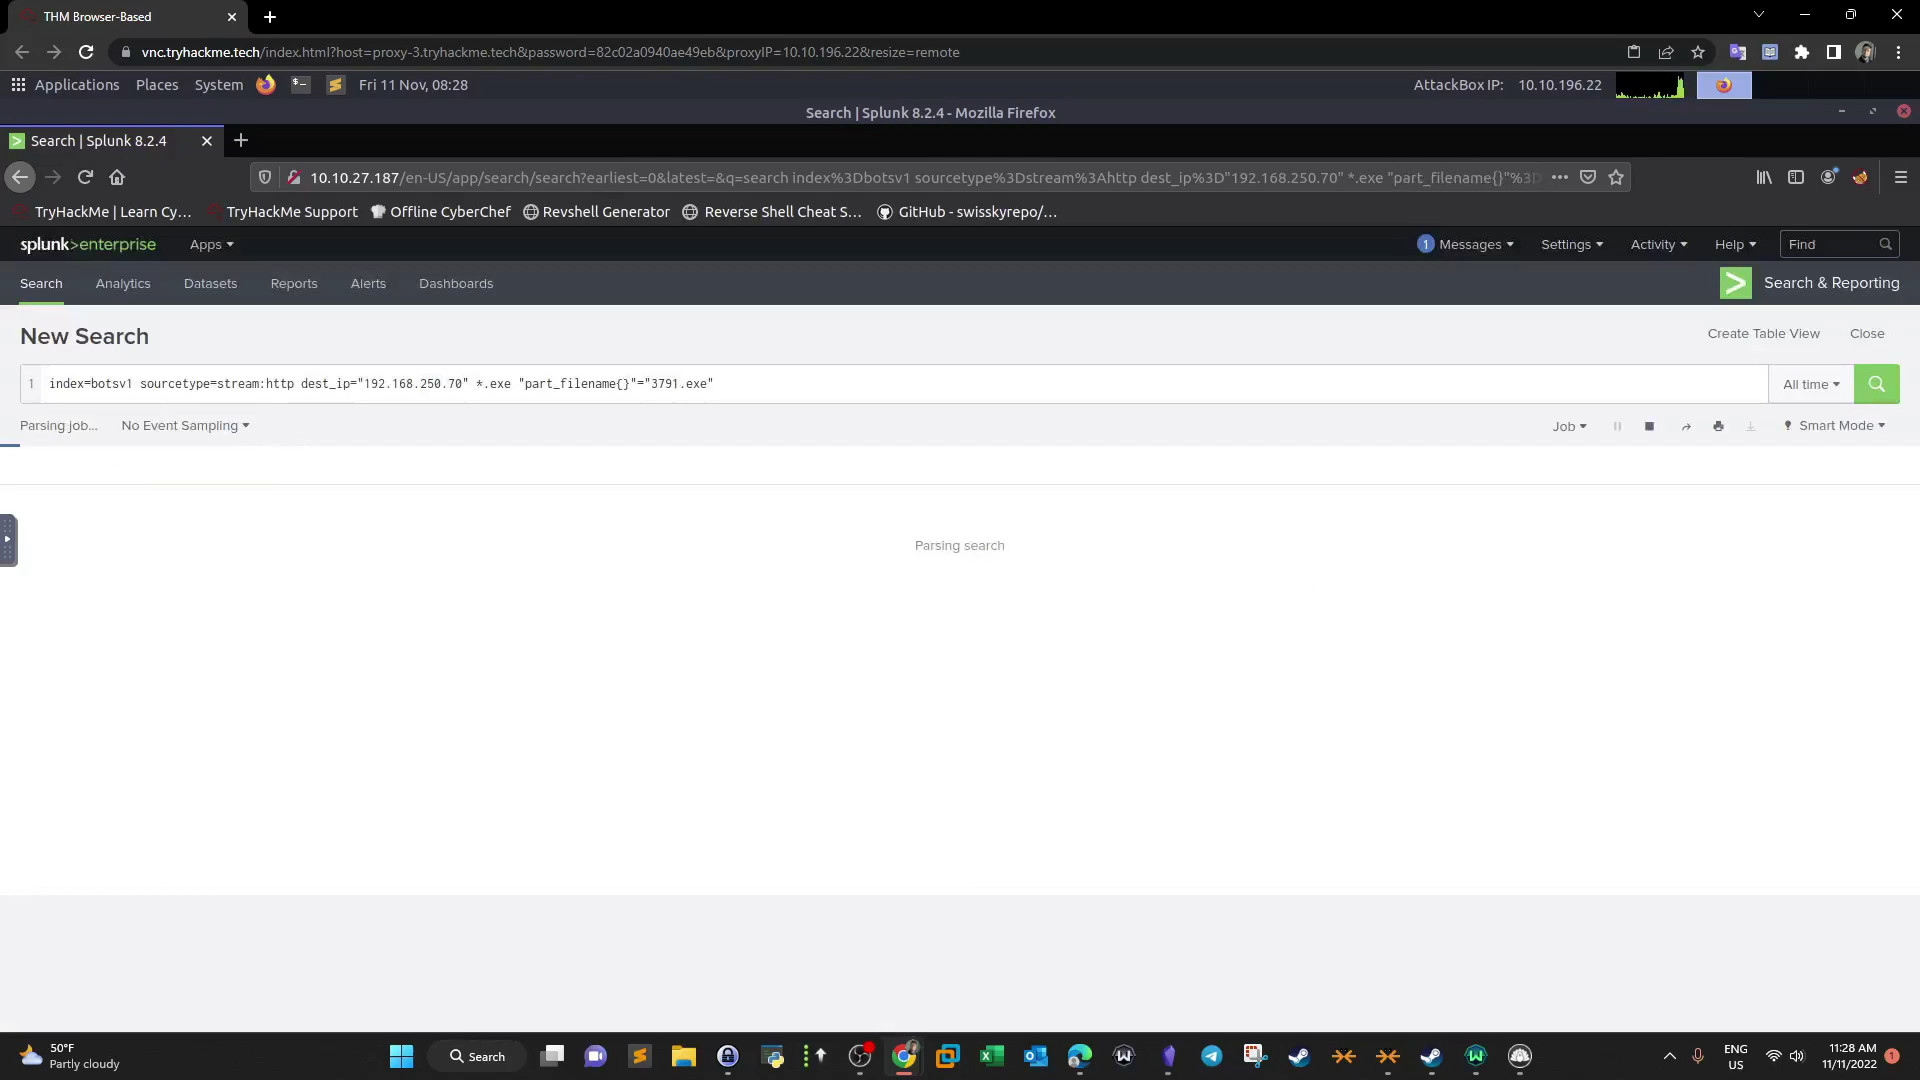 THM Browser-Based
vnc.tryhackme.tech/index.html?host=proxy-3.tryhackme.tech&password=82c02a0940ae49eb&proxyIP=10.10.196.22&resize=remote
Applications Places System Fri 11 Nov, 08:28 AttackBox IP: 10.10.196.22
Search | Splunk 8.2.4 - Mozilla Firefox
Search | Splunk 8.2.4
10.10.27.187/en-US/app/search/search?earliest=0&latest=&q=search index%3Dbotsv1 sourcetype%3Dstream%3Ahttp dest_ip%3D"192.168.250.70" *.exe "part_filename{}"%3D
TryHackMe | Learn Cy... TryHackMe Support Offline CyberChef Revshell Generator Reverse Shell Cheat S... GitHub - swisskyrepo/...
splunk>enterprise Apps 1 Messages Settings Activity Help Find
Search Analytics Datasets Reports Alerts Dashboards Search & Reporting
New Search Create Table View Close
1 index=botsv1 sourcetype=stream:http dest_ip="192.168.250.70" *.exe "part_filename{}"="3791.exe" All time
Parsing job... No Event Sampling Job Smart Mode
Parsing search
50°F
Partly cloudy
Search
ENG
US
11:28 AM
11/11/2022
1